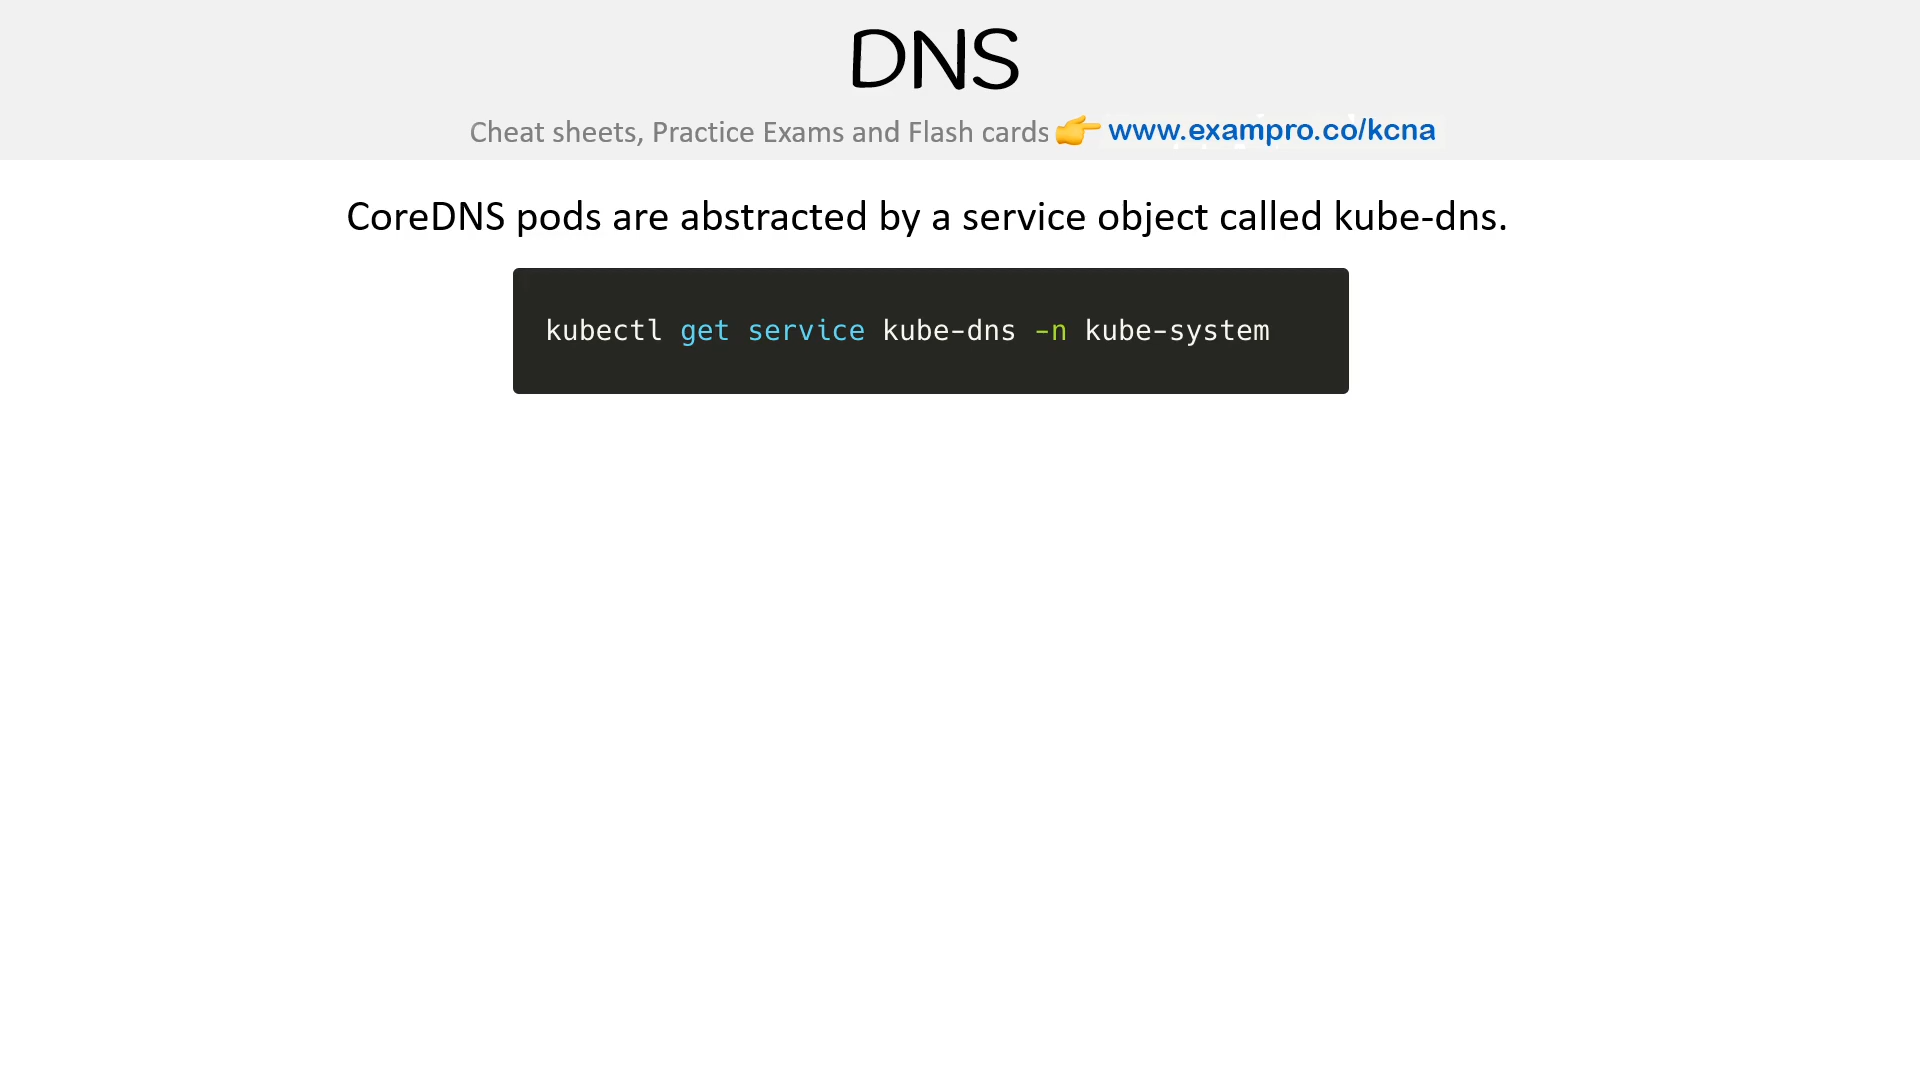 DNS
Cheat sheets, Practice Exams and Flash cards 👉 www.exampro.co/kcna
CoreDNS pods are abstracted by a service object called kube-dns.
kubectl get service kube-dns -n kube-system